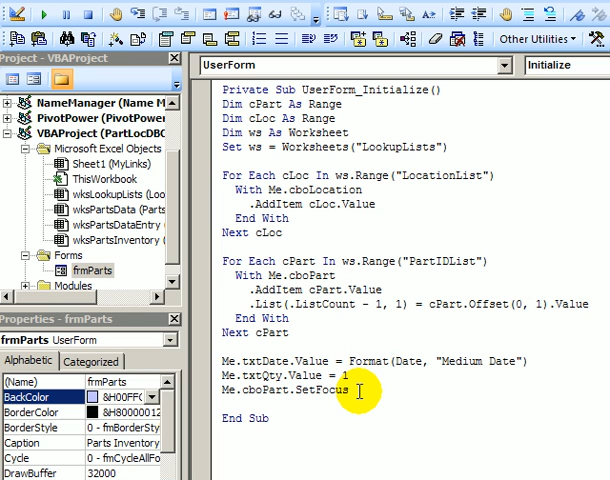 Other Utilities
VBAProject
UserForm
Initialize
NameManager (Name M
PivotPower (PivotPower
VBAProject (PartLocDBC
Microsoft Excel Objects
Sheet1 (MyLinks)
ThisWorkbook
wksLookupLists (Loo
wksPartsData (Parts
wksPartsDataEntry (
wksPartsInventory (
Forms
frmParts
Modules
Properties - frmParts
frmParts UserForm
Alphabetic Categorized
(Name) frmParts
BackColor &H00FF(
BorderColor &H80000012
BorderStyle 0 - fmBorderSty
Caption Parts Inventory
Cycle 0 - fmCycleAllFo
DrawBuffer 32000
Private Sub UserForm_Initialize()
Dim cPart As Range
Dim cLoc As Range
Dim ws As Worksheet
Set ws = Worksheets("LookupLists")
For Each cLoc In ws.Range("LocationList")
With Me.cboLocation
.AddItem cLoc.Value
End With
Next cLoc
For Each cPart In ws.Range("PartIDList")
With Me.cboPart
.AddItem cPart.Value
.List(.ListCount - 1, 1) = cPart.Offset(0, 1).Value
End With
Next cPart
Me.txtDate.Value = Format(Date, "Medium Date")
Me.txtQty.Value = 1
Me.cboPart.SetFocus
End Sub